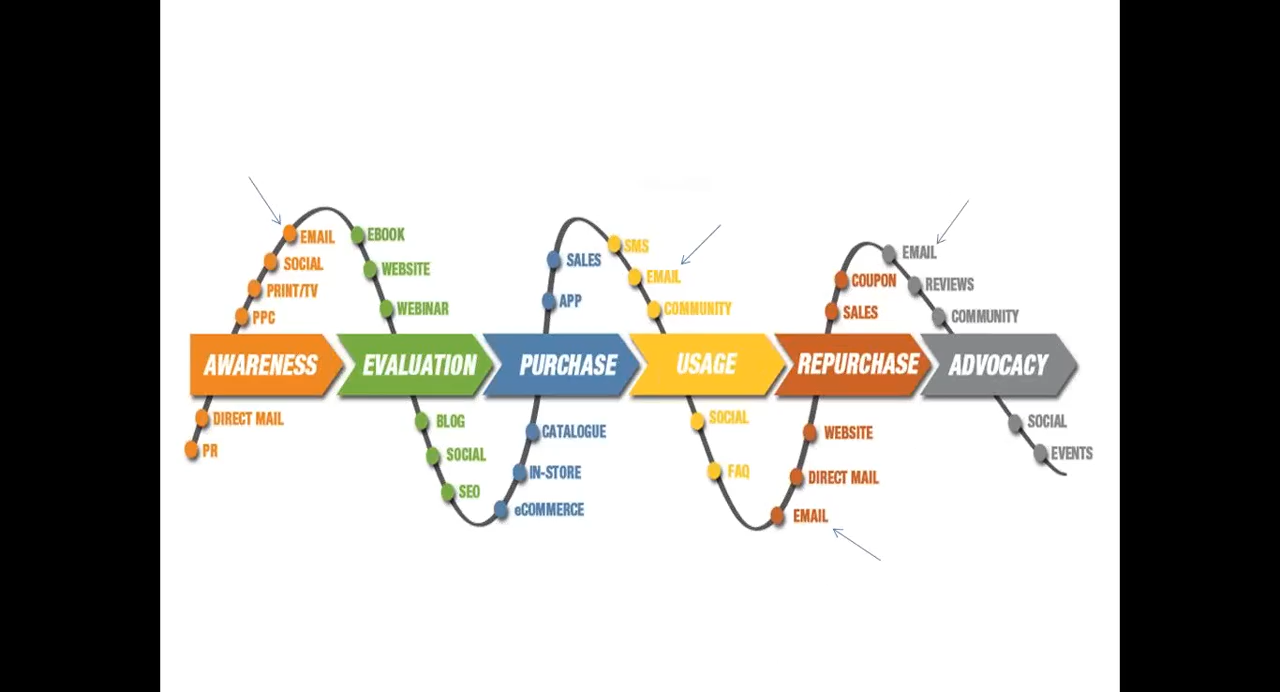 EMAIL
SOCIAL
PRINT/TV
PPC
AWARENESS
DIRECT MAIL
PR
EBOOK
WEBSITE
WEBINAR
EVALUATION
BLOG
SOCIAL
SEO
SALES
APP
PURCHASE
CATALOGUE
IN-STORE
eCOMMERCE
SMS
EMAIL
COMMUNITY
USAGE
SOCIAL
FAQ
COUPON
SALES
REPURCHASE
WEBSITE
DIRECT MAIL
EMAIL
EMAIL
REVIEWS
COMMUNITY
ADVOCACY
SOCIAL
EVENTS